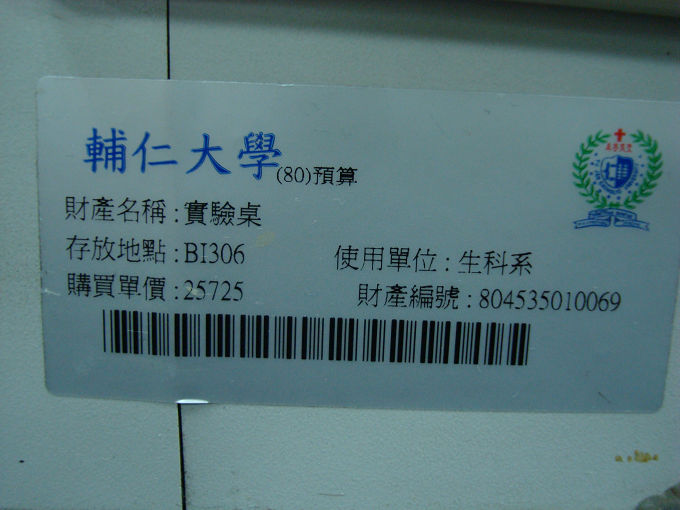 輔仁大學(80)預算
財產名稱：實驗桌
存放地點：BI306 使用單位：生科系
購買單價：25725 財產編號：804535010069